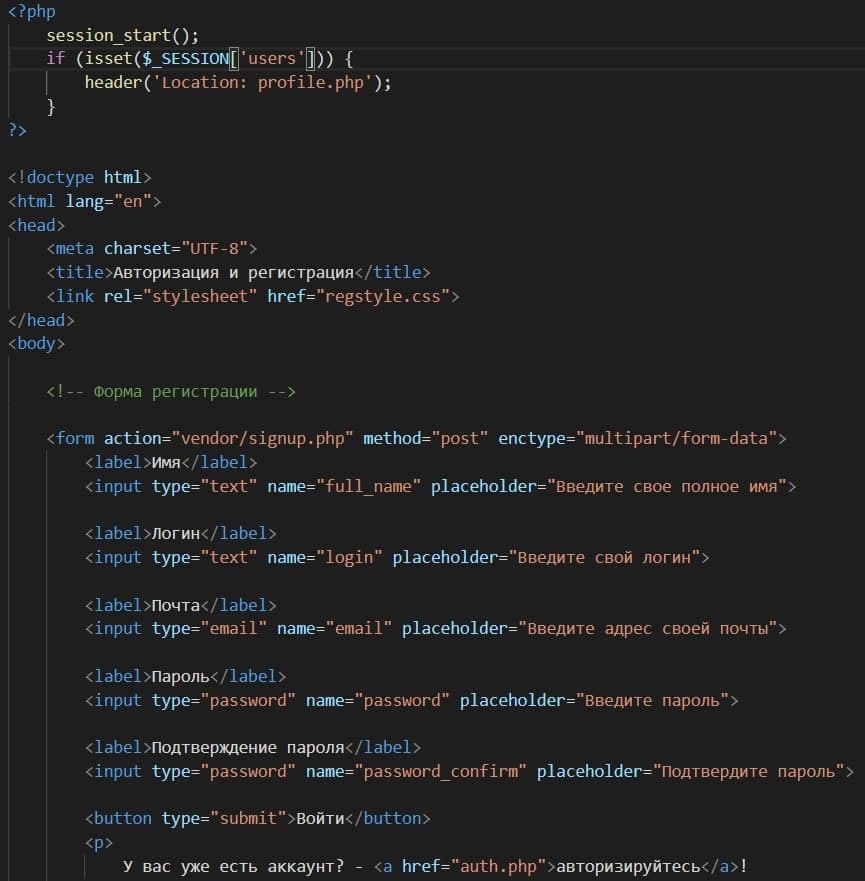 <?php
session_start();
if (isset($_SESSION['users'])) {
header('Location: profile.php');
}
?>
<!doctype html>
<html lang="en">
<head>
<meta charset="UTF-8">
<title>Авторизация и регистрация</title>
<link rel="stylesheet" href="regstyle.css">
</head>
<body>
<!-- Форма регистрации -->
<form action="vendor/signup.php" method="post" enctype="multipart/form-data">
<label>Имя</label>
<input type="text" name="full_name" placeholder="Введите свое полное имя">
<label>Логин</label>
<input type="text" name="login" placeholder="Введите свой логин">
<label>Почта</label>
<input type="email" name="email" placeholder="Введите адрес своей почты">
<label>Пароль</label>
<input type="password" name="password" placeholder="Введите пароль">
<label>Подтверждение пароля</label>
<input type="password" name="password_confirm" placeholder="Подтвердите пароль">
<button type="submit">Войти</button>
<p>
У вас уже есть аккаунт? - <a href="auth.php">авторизируйтесь</a>!